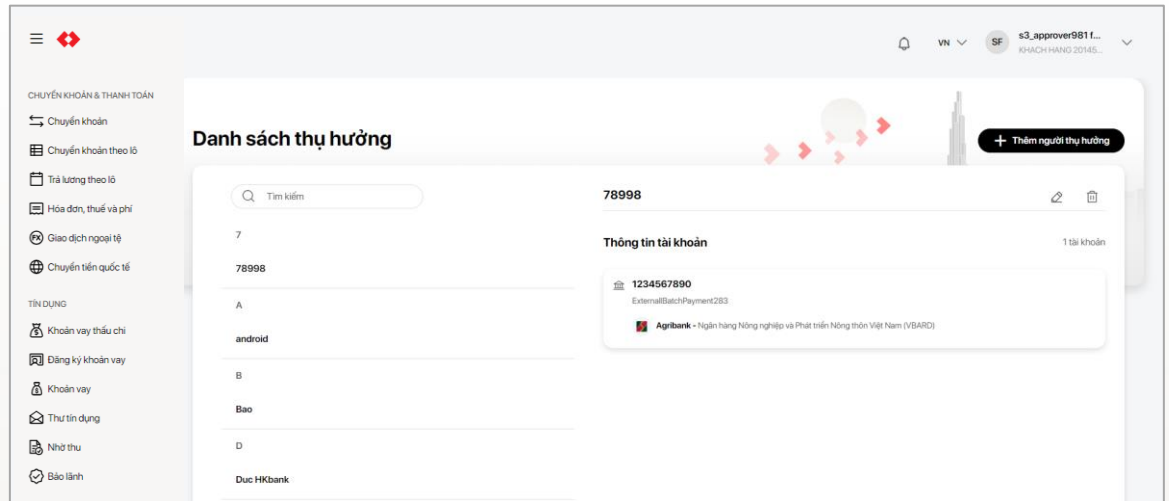 VN
SF
s3_approver981 f...
KHACH HANG 20145...
CHUYỂN KHOẢN & THANH TOÁN
Chuyển khoản
Chuyển khoản theo lô
Trả lương theo lô
Hóa đơn, thuế và phí
FX
Giao dịch ngoại tệ
Chuyển tiền quốc tế
TÍN DỤNG
Khoản vay thấu chi
Đăng ký khoản vay
Khoản vay
Thư tín dụng
Nhờ thu
Bảo lãnh
Danh sách thụ hưởng
Thêm người thụ hưởng
Tìm kiếm
7
78998
A
android
B
Bao
D
Duc HKbank
78998
Thông tin tài khoản
1 tài khoản
1234567890
ExternallBatchPayment283
Agribank - Ngân hàng Nông nghiệp và Phát triển Nông thôn Việt Nam (VBARD)